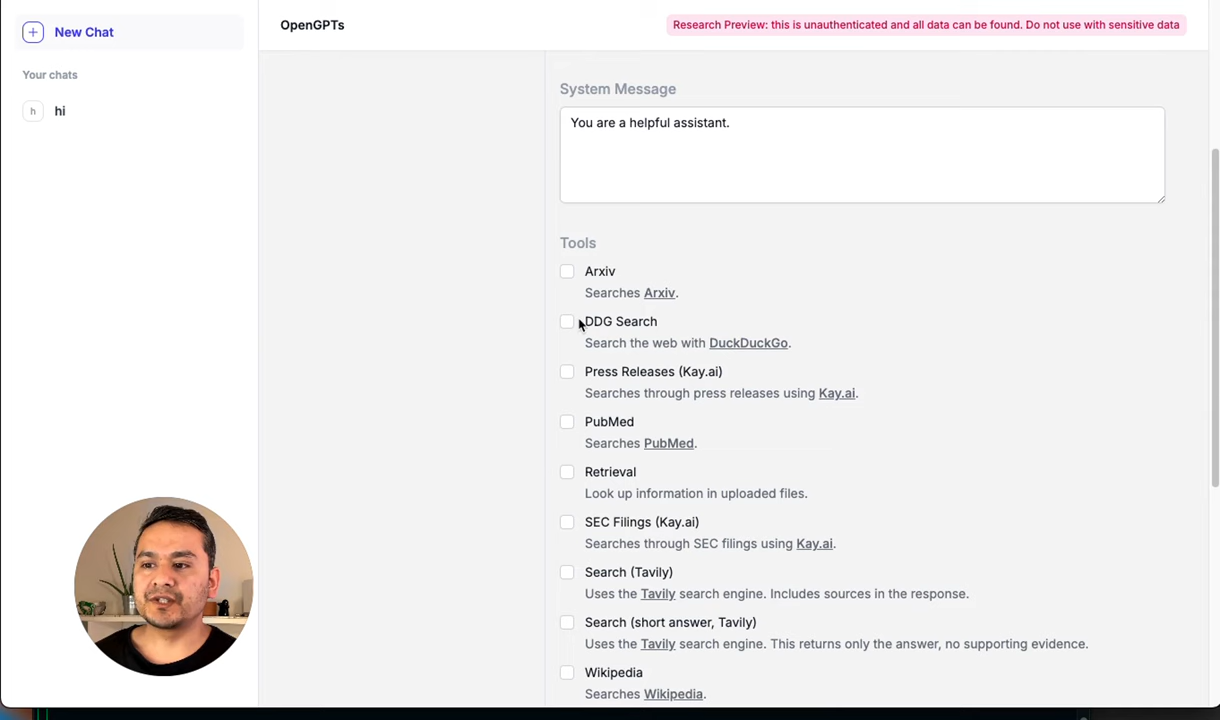 New Chat
Your chats
h hi
OpenGPTs
Research Preview: this is unauthenticated and all data can be found. Do not use with sensitive data
System Message
You are a helpful assistant.
Tools
Arxiv
Searches Arxiv.
DDG Search
Search the web with DuckDuckGo.
Press Releases (Kay.ai)
Searches through press releases using Kay.ai.
PubMed
Searches PubMed.
Retrieval
Look up information in uploaded files.
SEC Filings (Kay.ai)
Searches through SEC filings using Kay.ai.
Search (Tavily)
Uses the Tavily search engine. Includes sources in the response.
Search (short answer, Tavily)
Uses the Tavily search engine. This returns only the answer, no supporting evidence.
Wikipedia
Searches Wikipedia.